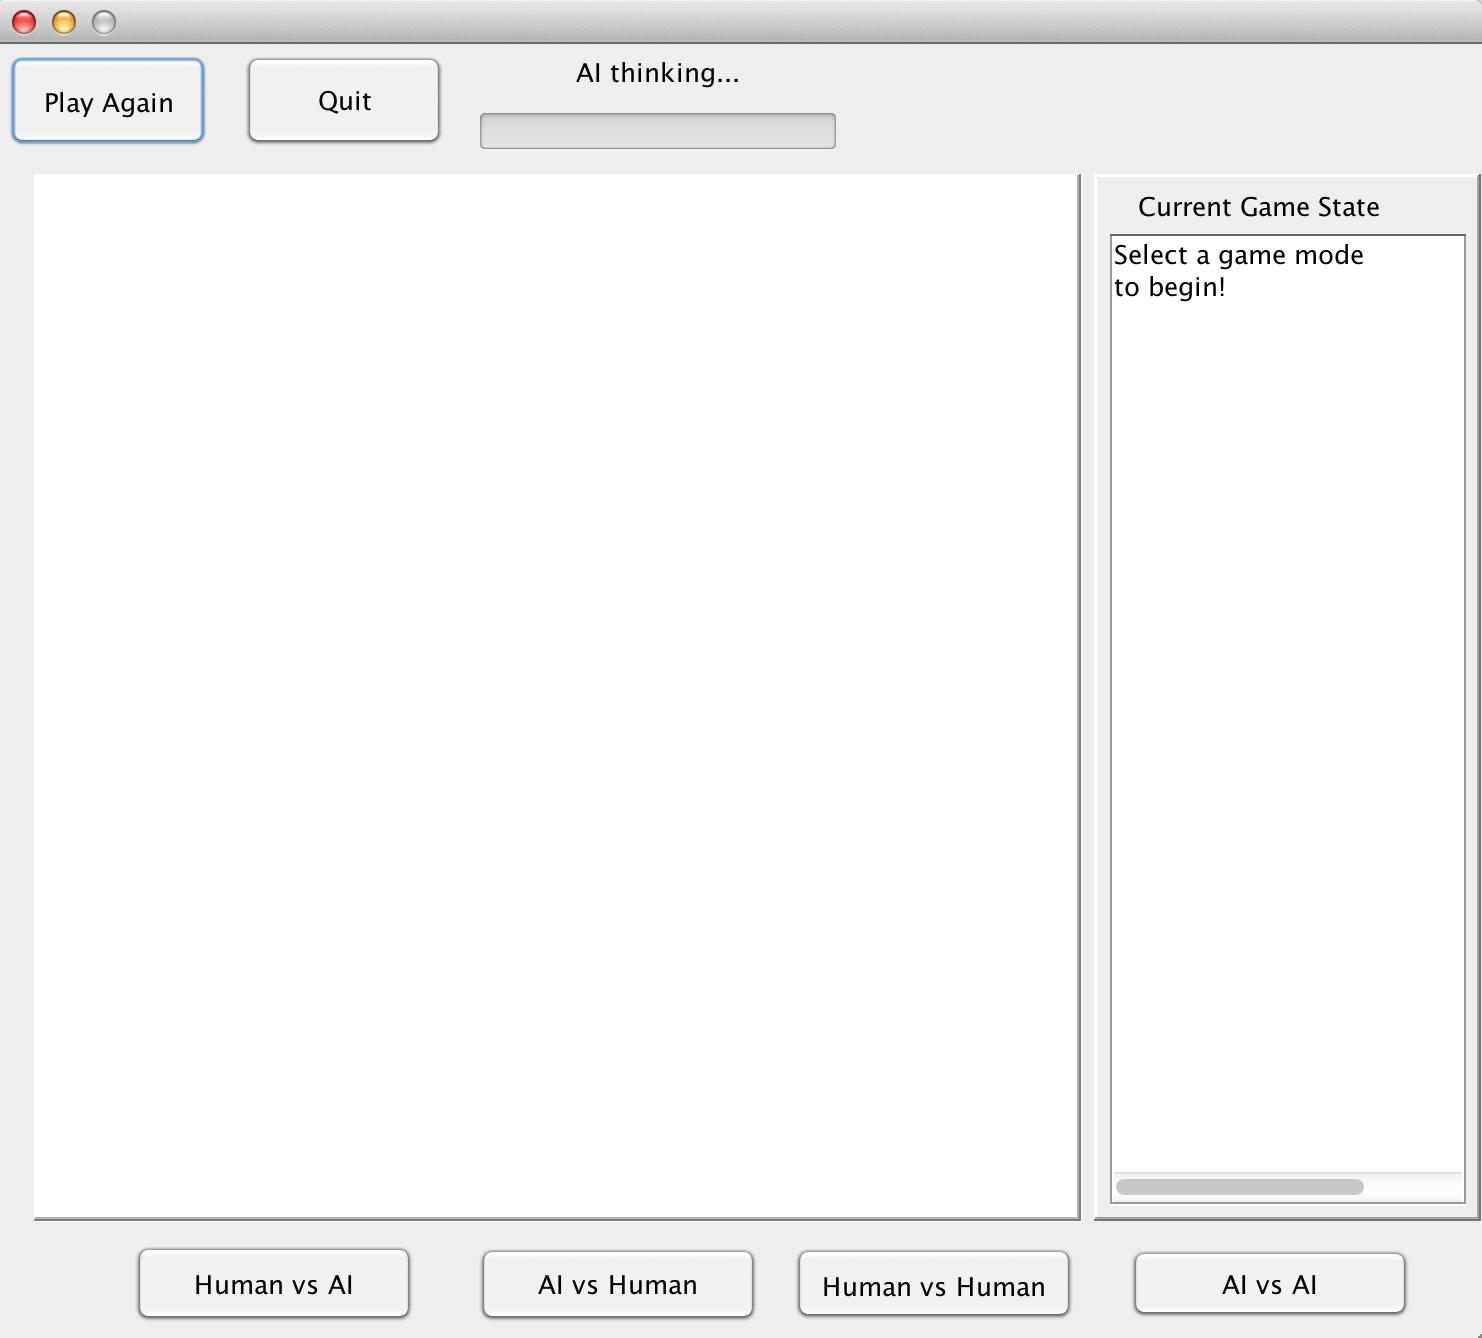 Play Again
Quit
AI thinking...
Current Game State
Select a game mode
to begin!
Human vs AI
AI vs Human
Human vs Human
AI vs AI